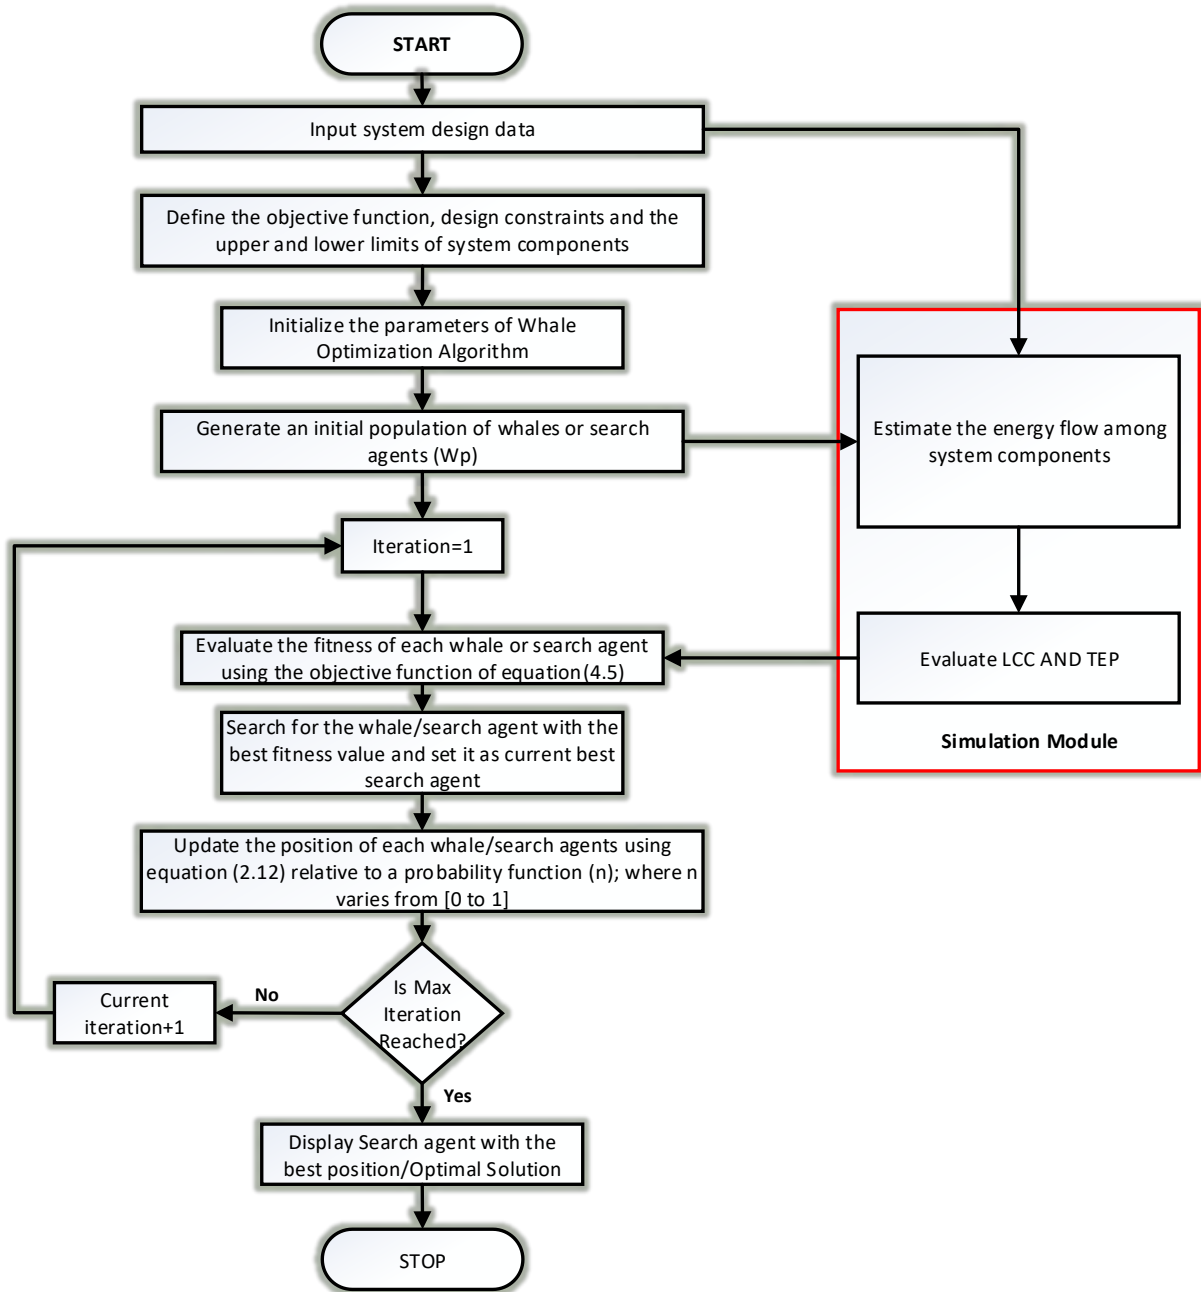 START
Input system design data
Define the objective function, design constraints and the
upper and lower limits of system components
Initialize the parameters of Whale
Optimization Algorithm
Generate an initial population of whales or search
agents (Wp)
Estimate the energy flow among
system components
Iteration=1
Evaluate the fitness of each whale or search agent
using the objective function of equation(4.5)
Evaluate LCC AND TEP
Simulation Module
Search for the whale/search agent with the
best fitness value and set it as current best
search agent
Update the position of each whale/search agents using
equation (2.12) relative to a probability function (n); where n
varies from [0 to 1]
Is Max
Iteration
Reached?
No
Current
iteration+1
Yes
Display Search agent with the
best position/Optimal Solution
STOP